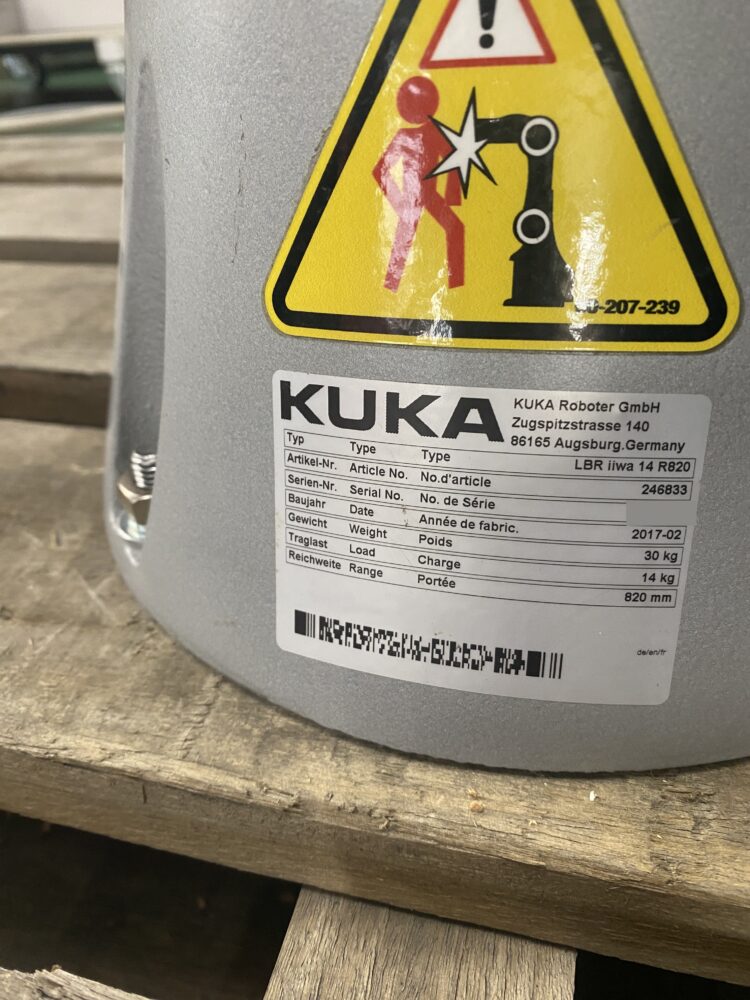 !
-207-239
KUKA
KUKA Roboter GmbH
Zugspitzstrasse 140
86165 Augsburg.Germany
Typ Type Type LBR iiwa 14 R820
Artikel-Nr. Article No. No.d'article 246833
Serien-Nr. Serial No. No. de Série
Baujahr Date Année de fabric. 2017-02
Gewicht Weight Poids 30 kg
Traglast Load Charge 14 kg
Reichweite Range Portée 820 mm
de/en/fr